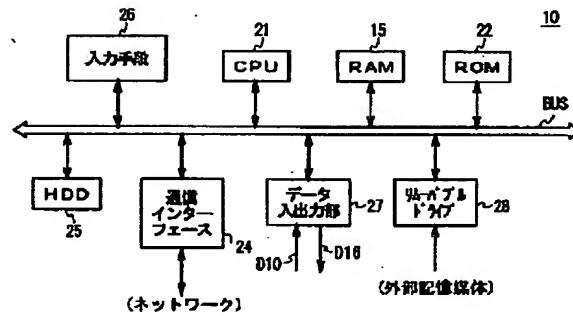 10
26
入力手段
21
CPU
15
RAM
22
ROM
BUS
HDD
25
通信
インター
フェース
24
データ
入出力部
27
リムーバブル
ドライブ
28
D10
D16
(ネットワーク)
(外部記憶媒体)